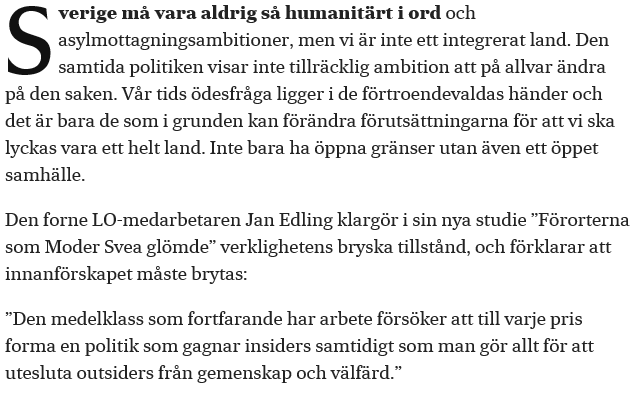 Sverige må vara aldrig så humanitärt i ord och
asylmottagningsambitioner, men vi är inte ett integrerat land. Den
samtida politiken visar inte tillräcklig ambition att på allvar ändra
på den saken. Vår tids ödesfråga ligger i de förtroendevaldas händer och
det är bara de som i grunden kan förändra förutsättningarna för att vi ska
lyckas vara ett helt land. Inte bara ha öppna gränser utan även ett öppet
samhälle.
Den forne LO-medarbetaren Jan Edling klargör i sin nya studie ”Förorterna
som Moder Svea glömde” verklighetens bryska tillstånd, och förklarar att
innanförskapet måste brytas:
”Den medelklass som fortfarande har arbete försöker att till varje pris
forma en politik som gagnar insiders samtidigt som man gör allt för att
utesluta outsiders från gemenskap och välfärd.”